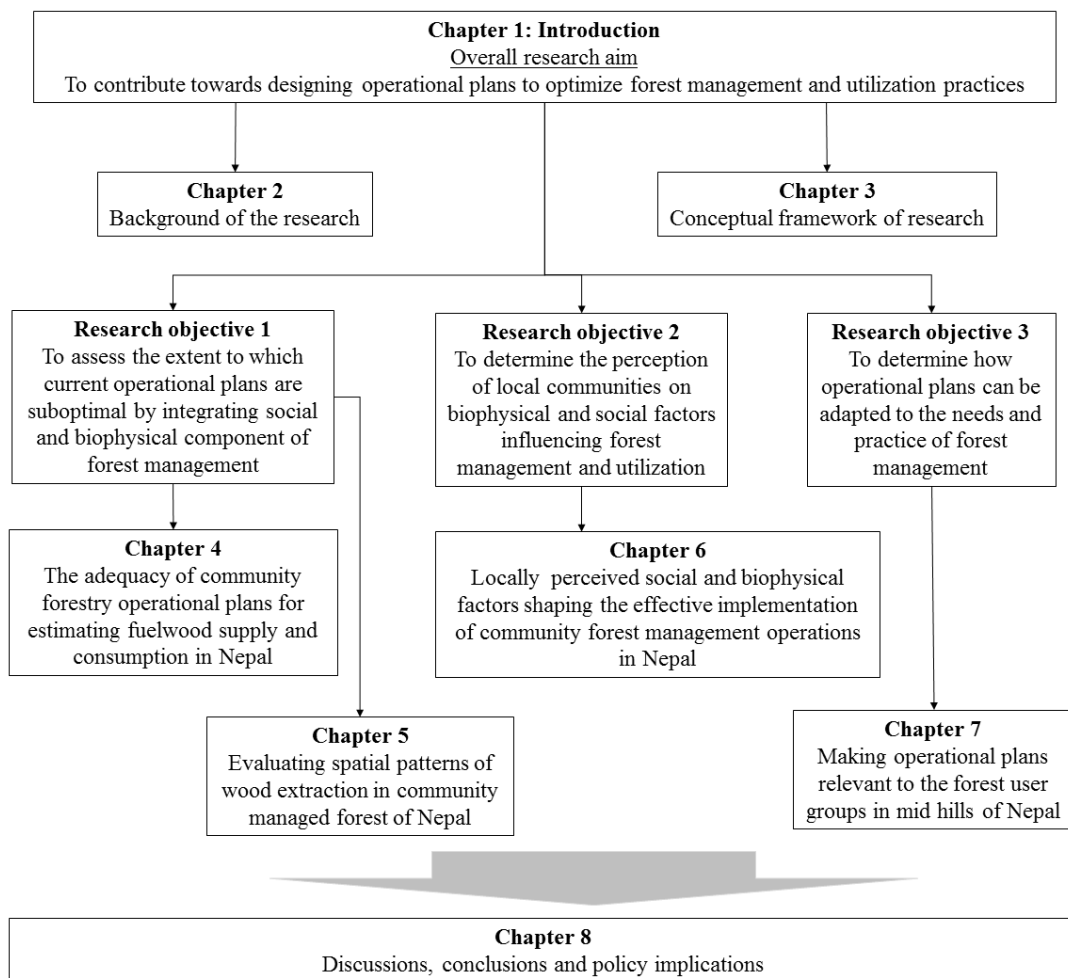 Chapter 1: Introduction
Overall research aim
To contribute towards designing operational plans to optimize forest management and utilization practices
Chapter 2
Background of the research
Chapter 3
Conceptual framework of research
Research objective 1
To assess the extent to which
current operational plans are
suboptimal by integrating social
and biophysical component of
forest management
Research objective 2
To determine the perception
of local communities on
biophysical and social factors
influencing forest
management and utilization
Research objective 3
To determine how
operational plans can be
adapted to the needs and
practice of forest
management
Chapter 4
The adequacy of community
forestry operational plans for
estimating fuelwood supply and
consumption in Nepal
Chapter 6
Locally perceived social and biophysical
factors shaping the effective implementation
of community forest management operations
in Nepal
Chapter 5
Evaluating spatial patterns of
wood extraction in community
managed forest of Nepal
Chapter 7
Making operational plans
relevant to the forest user
groups in mid hills of Nepal
Chapter 8
Discussions, conclusions and policy implications